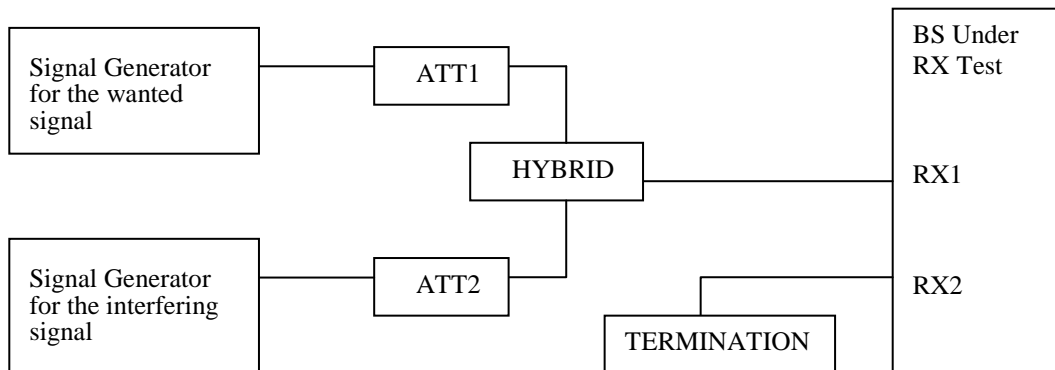 Signal Generator
for the wanted
signal
ATT1
HYBRID
Signal Generator
for the interfering
signal
ATT2
TERMINATION
BS Under
RX Test
RX1
RX2